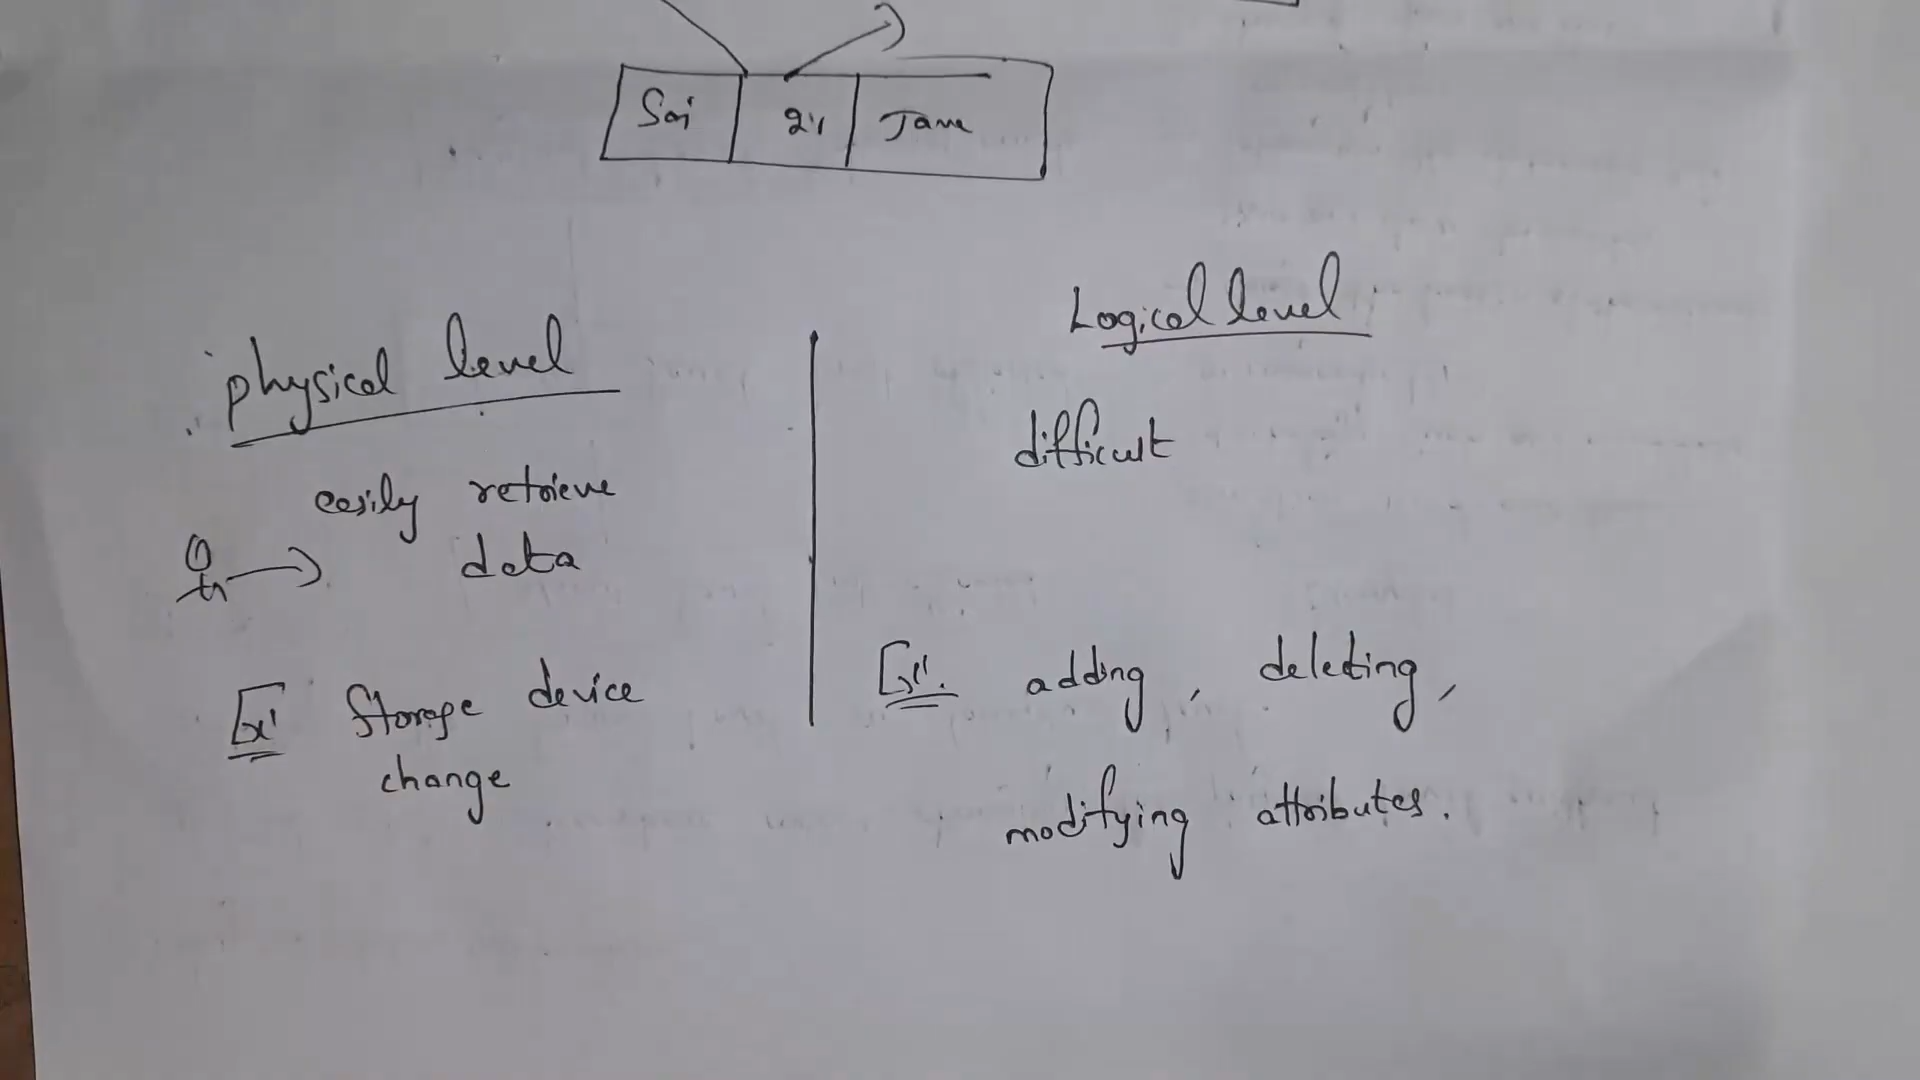 Sai 21 Jame
physical level
easily retrieve
data
Ex: Storage device
change
Logical level
difficult
Ex: adding, deleting,
modifying attributes.